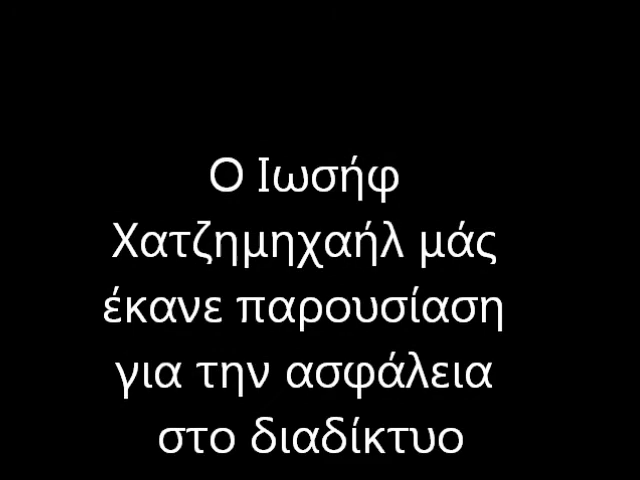 Ο Ιωσήφ
Χατζημηχαήλ μάς
έκανε παρουσίαση
για την ασφάλεια
στο διαδίκτυο